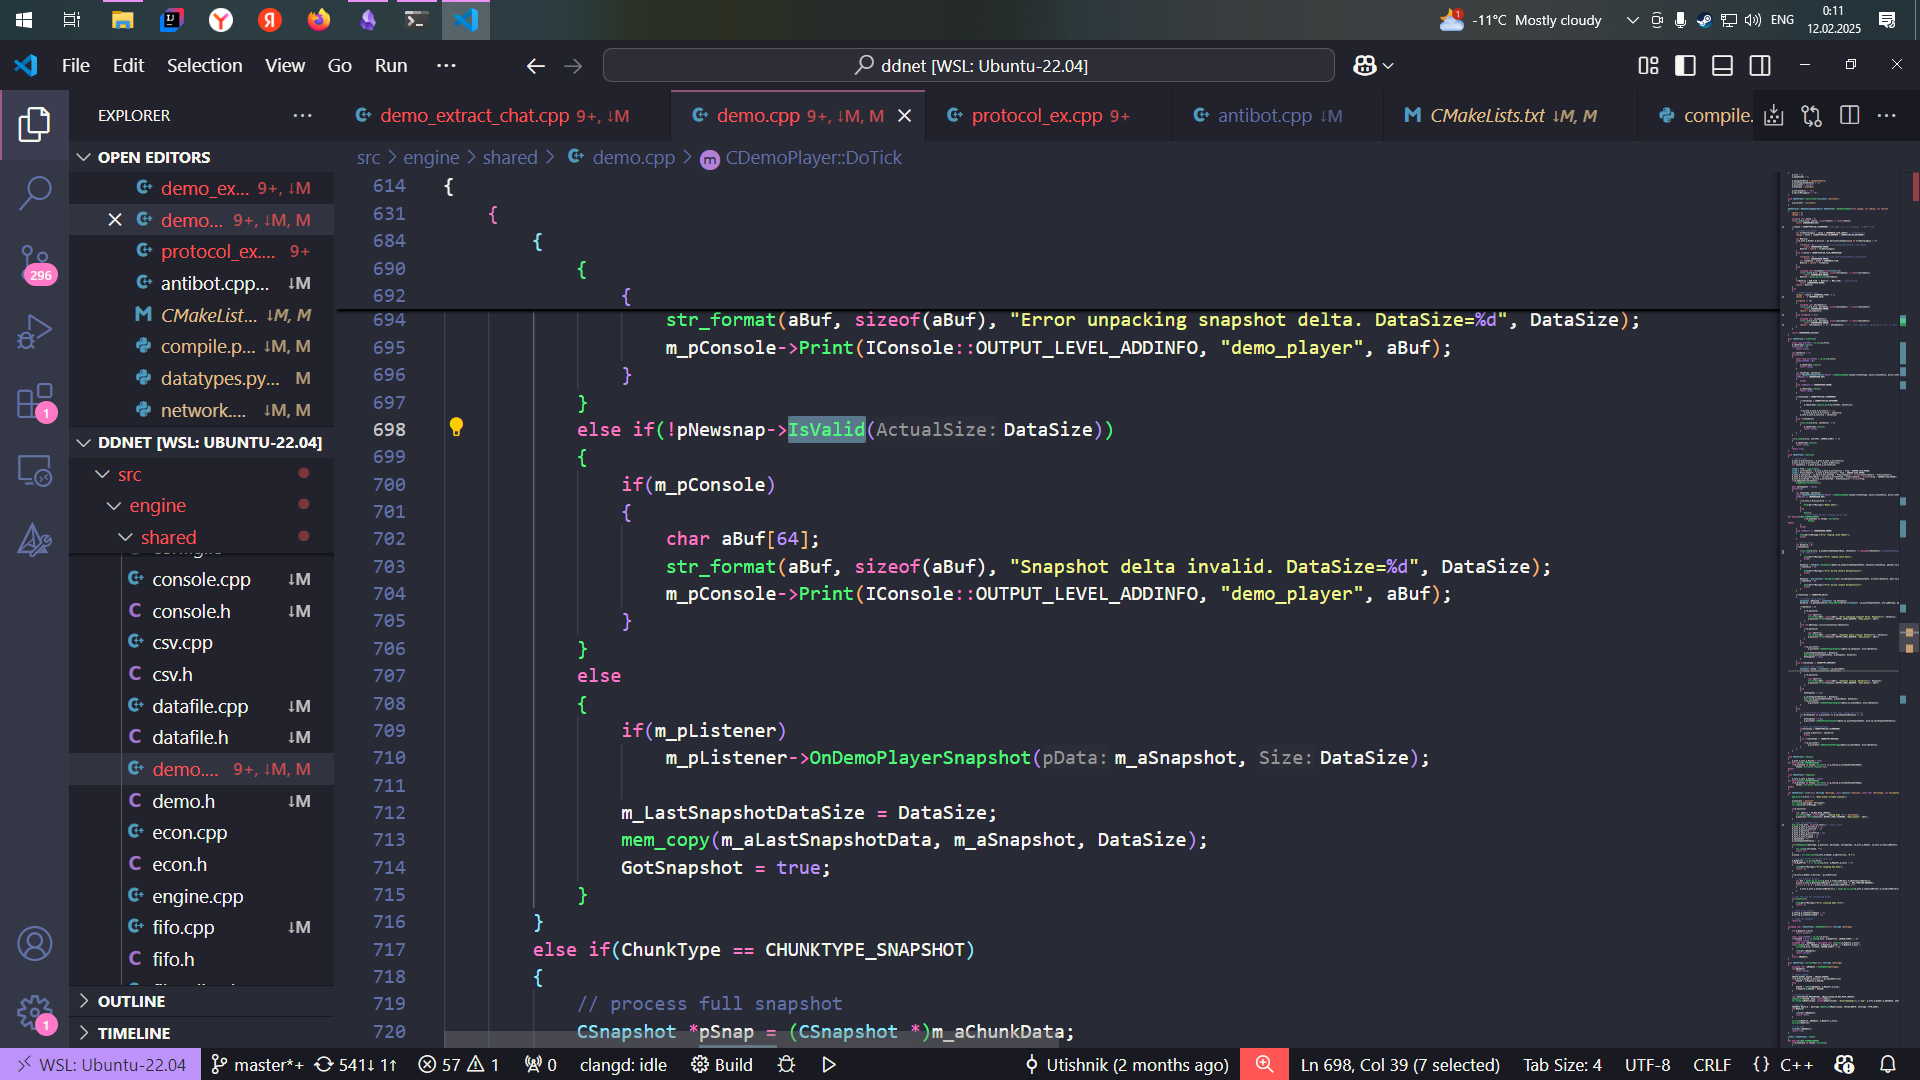 -11°C Mostly cloudy
ENG
0:11
12.02.2025
File Edit Selection View Go Run ···
ddnet [WSL: Ubuntu-22.04]
EXPLORER
demo_extract_chat.cpp 9+, ↓M
demo.cpp 9+, ↓M, M
protocol_ex.cpp 9+
antibot.cpp ↓M
CMakeLists.txt ↓M, M
compile.
src > engine > shared > demo.cpp > CDemoPlayer::DoTick
OPEN EDITORS
demo_ex... 9+, ↓M
demo... 9+, ↓M, M
protocol_ex.... 9+
antibot.cpp... ↓M
CMakeList... ↓M, M
compile.p... ↓M, M
datatypes.py... M
network.... ↓M, M
DDNET [WSL: UBUNTU-22.04]
src
engine
shared
console.cpp ↓M
console.h ↓M
csv.cpp
csv.h
datafile.cpp ↓M
datafile.h ↓M
demo.... 9+, ↓M, M
demo.h ↓M
econ.cpp
econ.h
engine.cpp
fifo.cpp ↓M
fifo.h
OUTLINE
TIMELINE
296
1
1
614 {
631 {
684 {
690 {
692 {
694 str_format(aBuf, sizeof(aBuf), "Error unpacking snapshot delta. DataSize=%d", DataSize);
695 m_pConsole->Print(IConsole::OUTPUT_LEVEL_ADDINFO, "demo_player", aBuf);
696 }
697 }
698 else if(!pNewsnap->IsValid(ActualSize: DataSize))
699 {
700 if(m_pConsole)
701 {
702 char aBuf[64];
703 str_format(aBuf, sizeof(aBuf), "Snapshot delta invalid. DataSize=%d", DataSize);
704 m_pConsole->Print(IConsole::OUTPUT_LEVEL_ADDINFO, "demo_player", aBuf);
705 }
706 }
707 else
708 {
709 if(m_pListener)
710 m_pListener->OnDemoPlayerSnapshot(pData: m_aSnapshot, Size: DataSize);
711
712 m_LastSnapshotDataSize = DataSize;
713 mem_copy(m_aLastSnapshotData, m_aSnapshot, DataSize);
714 GotSnapshot = true;
715 }
716 }
717 else if(ChunkType == CHUNKTYPE_SNAPSHOT)
718 {
719 // process full snapshot
720 CSnapshot *pSnap = (CSnapshot *)m_aChunkData;
WSL: Ubuntu-22.04 master*+ 541↓ 1↑ 57 1 0 clangd: idle Build Utishnik (2 months ago) Ln 698, Col 39 (7 selected) Tab Size: 4 UTF-8 CRLF {} C++